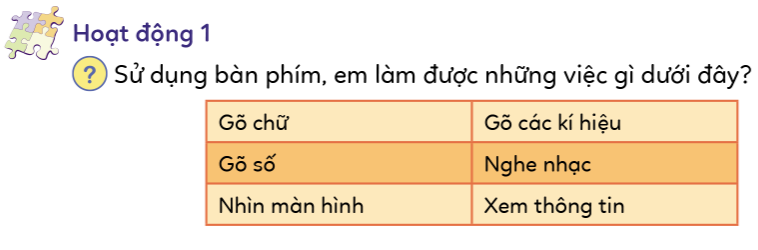 Hoạt động 1
? Sử dụng bàn phím, em làm được những việc gì dưới đây?
Gõ chữ Gõ các kí hiệu
Gõ số Nghe nhạc
Nhìn màn hình Xem thông tin